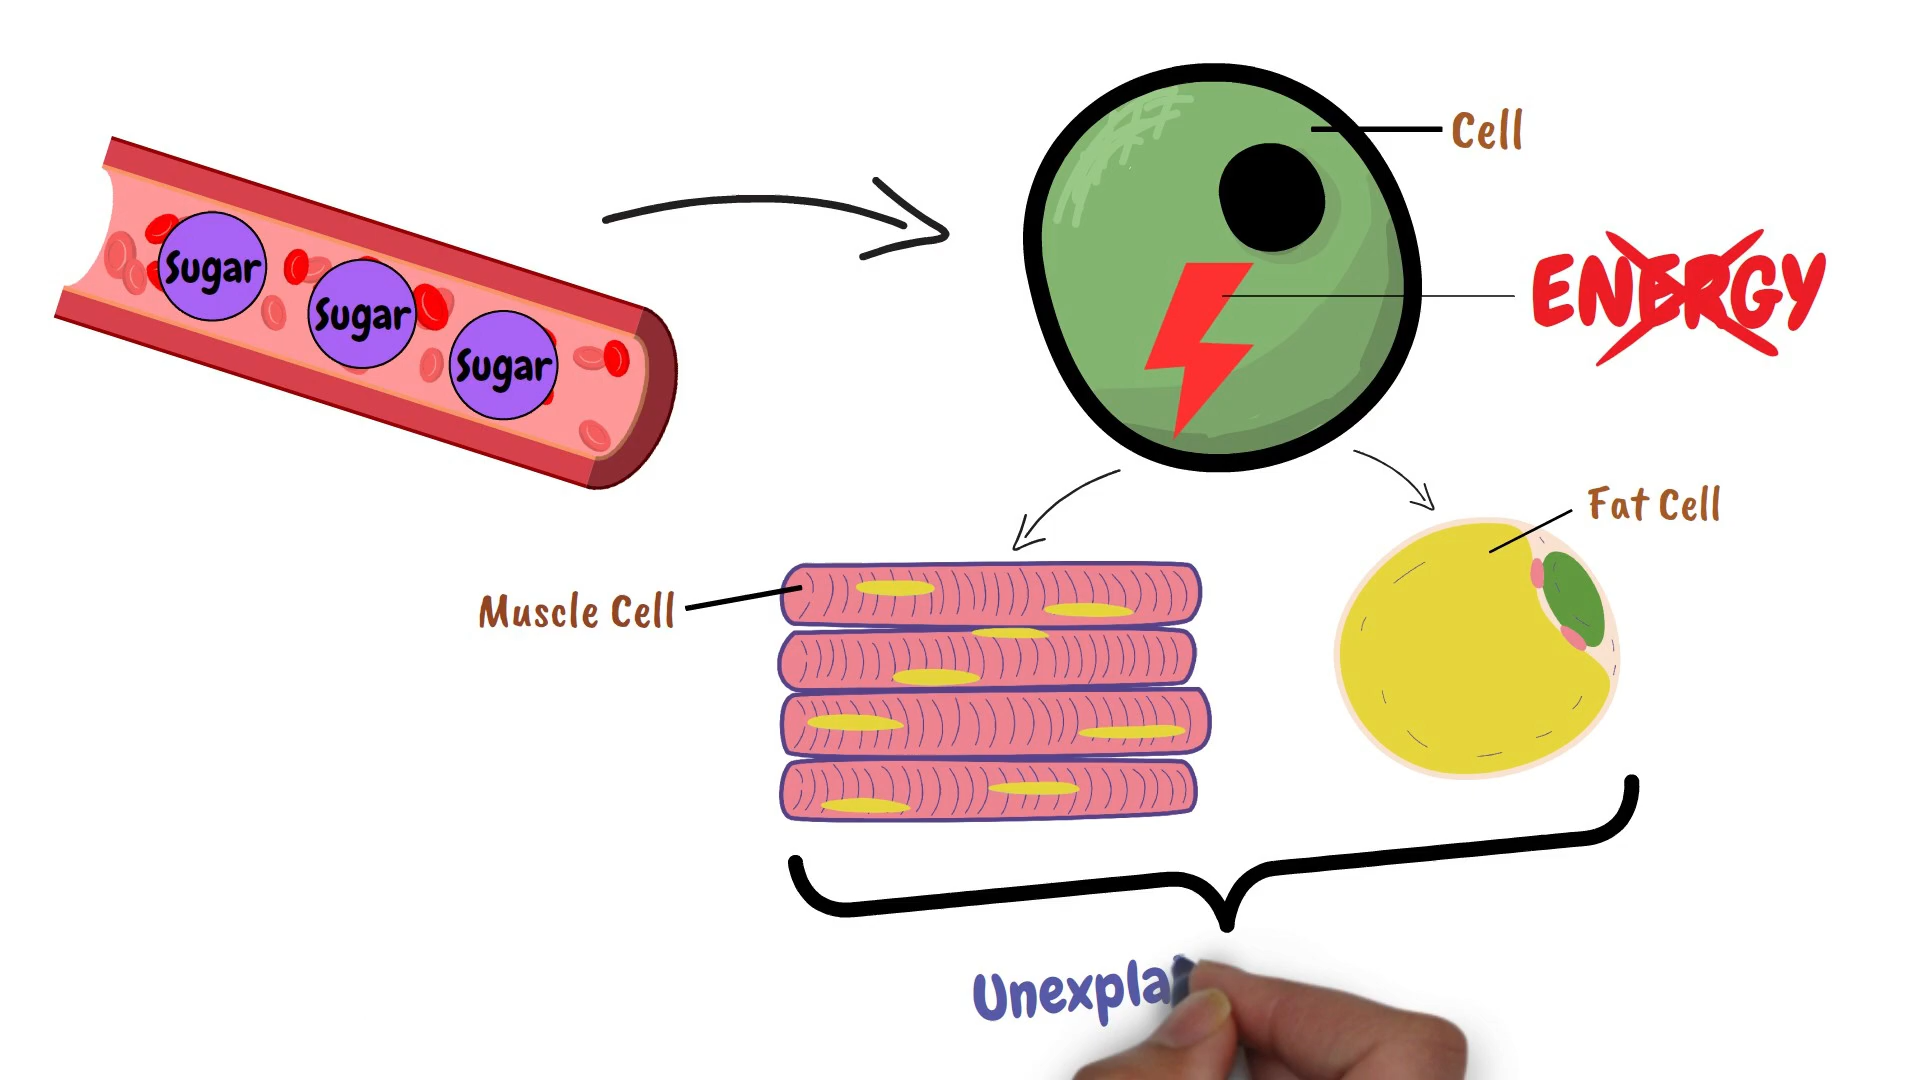 Cell
Sugar
Sugar
Sugar
ENERGY
Fat Cell
Muscle Cell
Unexpla